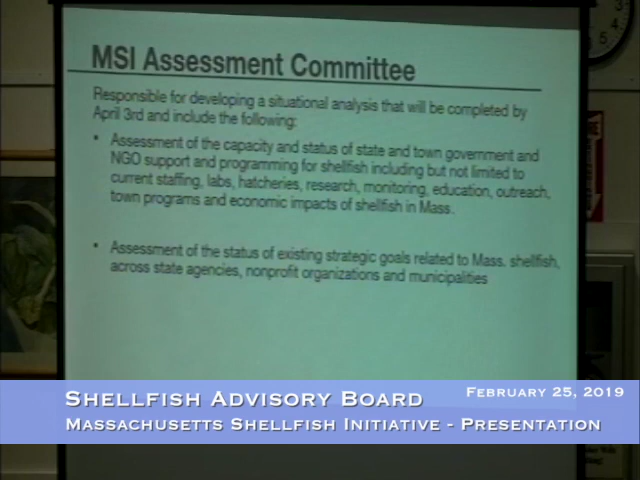 MSI Assessment Committee
Responsible for developing a situational analysis that will be completed by
April 3rd and include the following:
• Assessment of the capacity and status of state and town government and
NGO support and programming for shellfish including but not limited to
current staffing, labs, hatcheries, research, monitoring, education, outreach,
town programs and economic impacts of shellfish in Mass.
• Assessment of the status of existing strategic goals related to Mass. shellfish,
across state agencies, nonprofit organizations and municipalities
Shellfish Advisory Board
February 25, 2019
Massachusetts Shellfish Initiative - Presentation
3
5